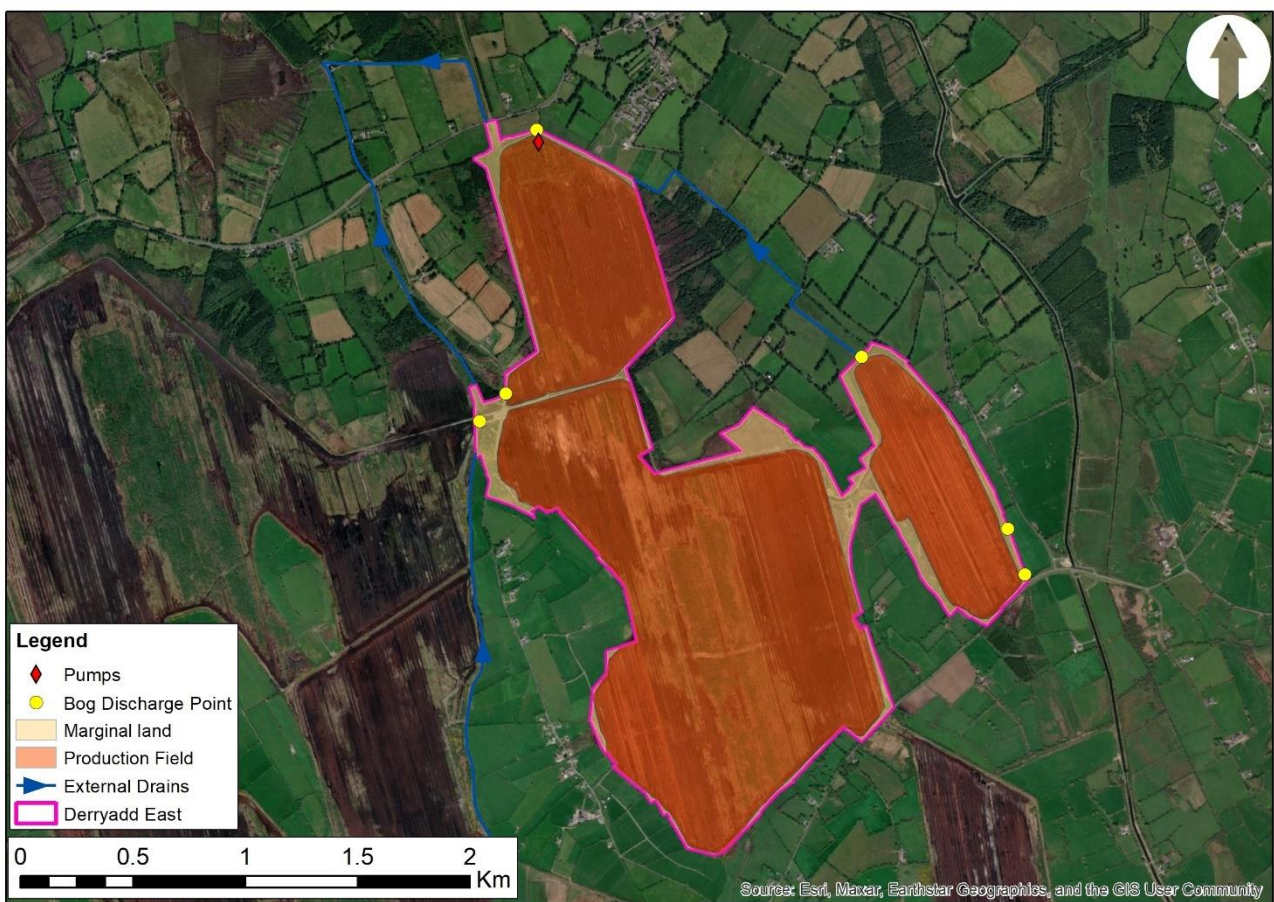 Legend
Pumps
Bog Discharge Point
Marginal land
Production Field
External Drains
Derryadd East
0 0.5 1 1.5 2
Km
Source: Esri, Maxar, Earthstar Geographics, and the GIS User Community